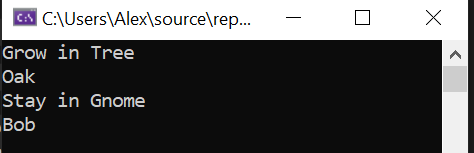 C:\Users\Alex\source\rep...
Grow in Tree
Oak
Stay in Gnome
Bob